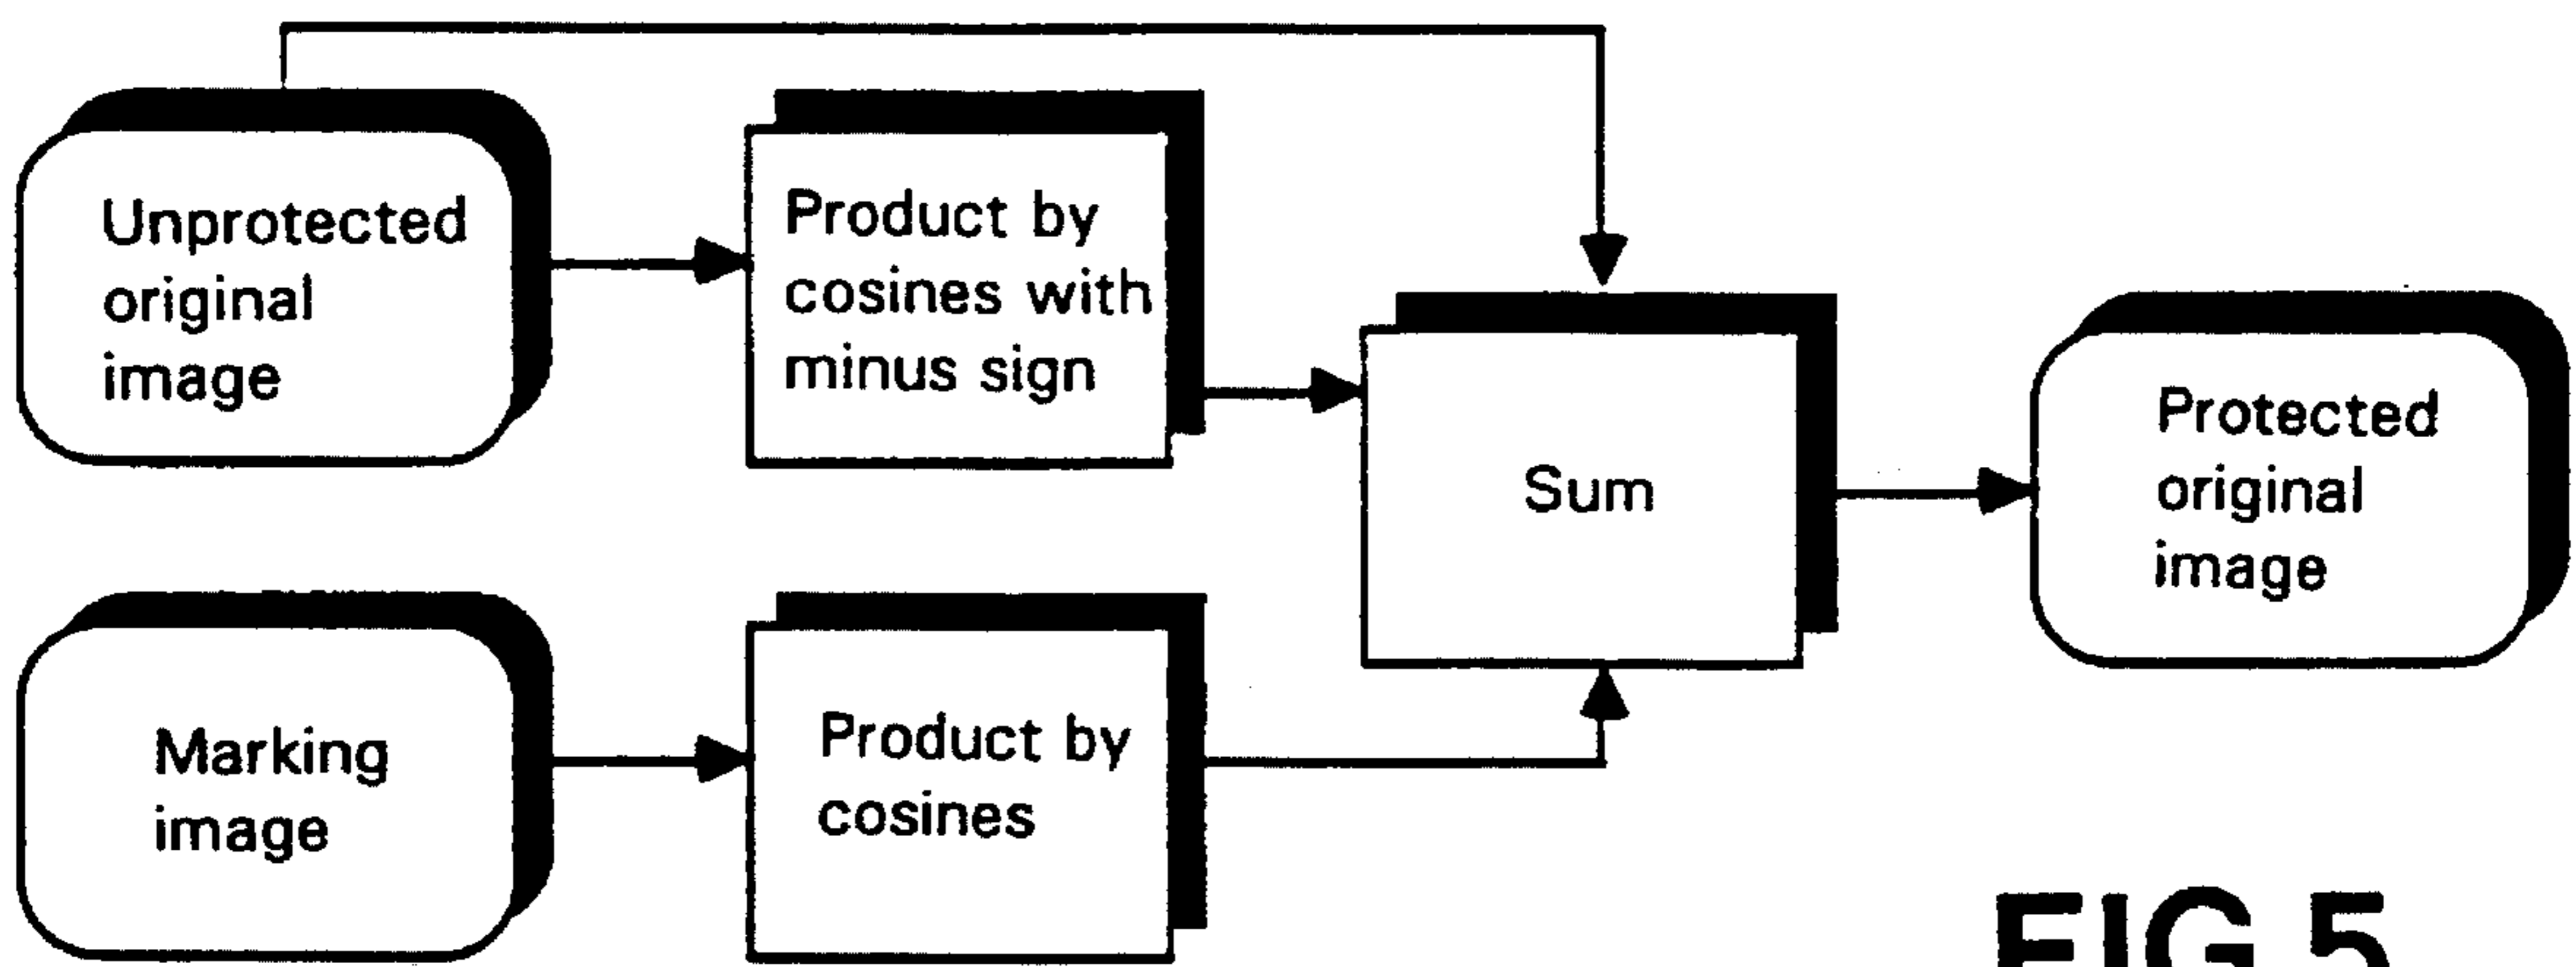 Unprotected
original
image
Product by
cosines with
minus sign
Sum
Protected
original
image
Marking
image
Product by
cosines
FIG.5